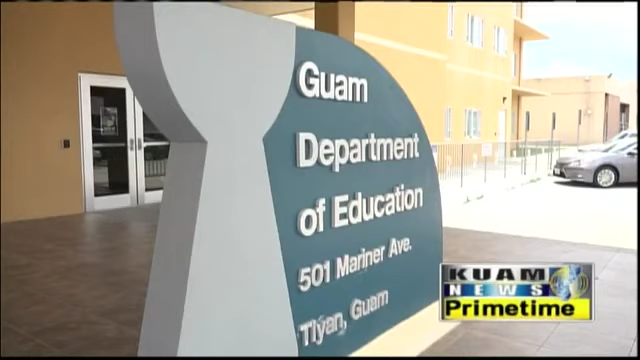 Guam
Department
of Education
501 Mariner Ave.
Tiyan, Guam
KUAM
NEWS
Primetime